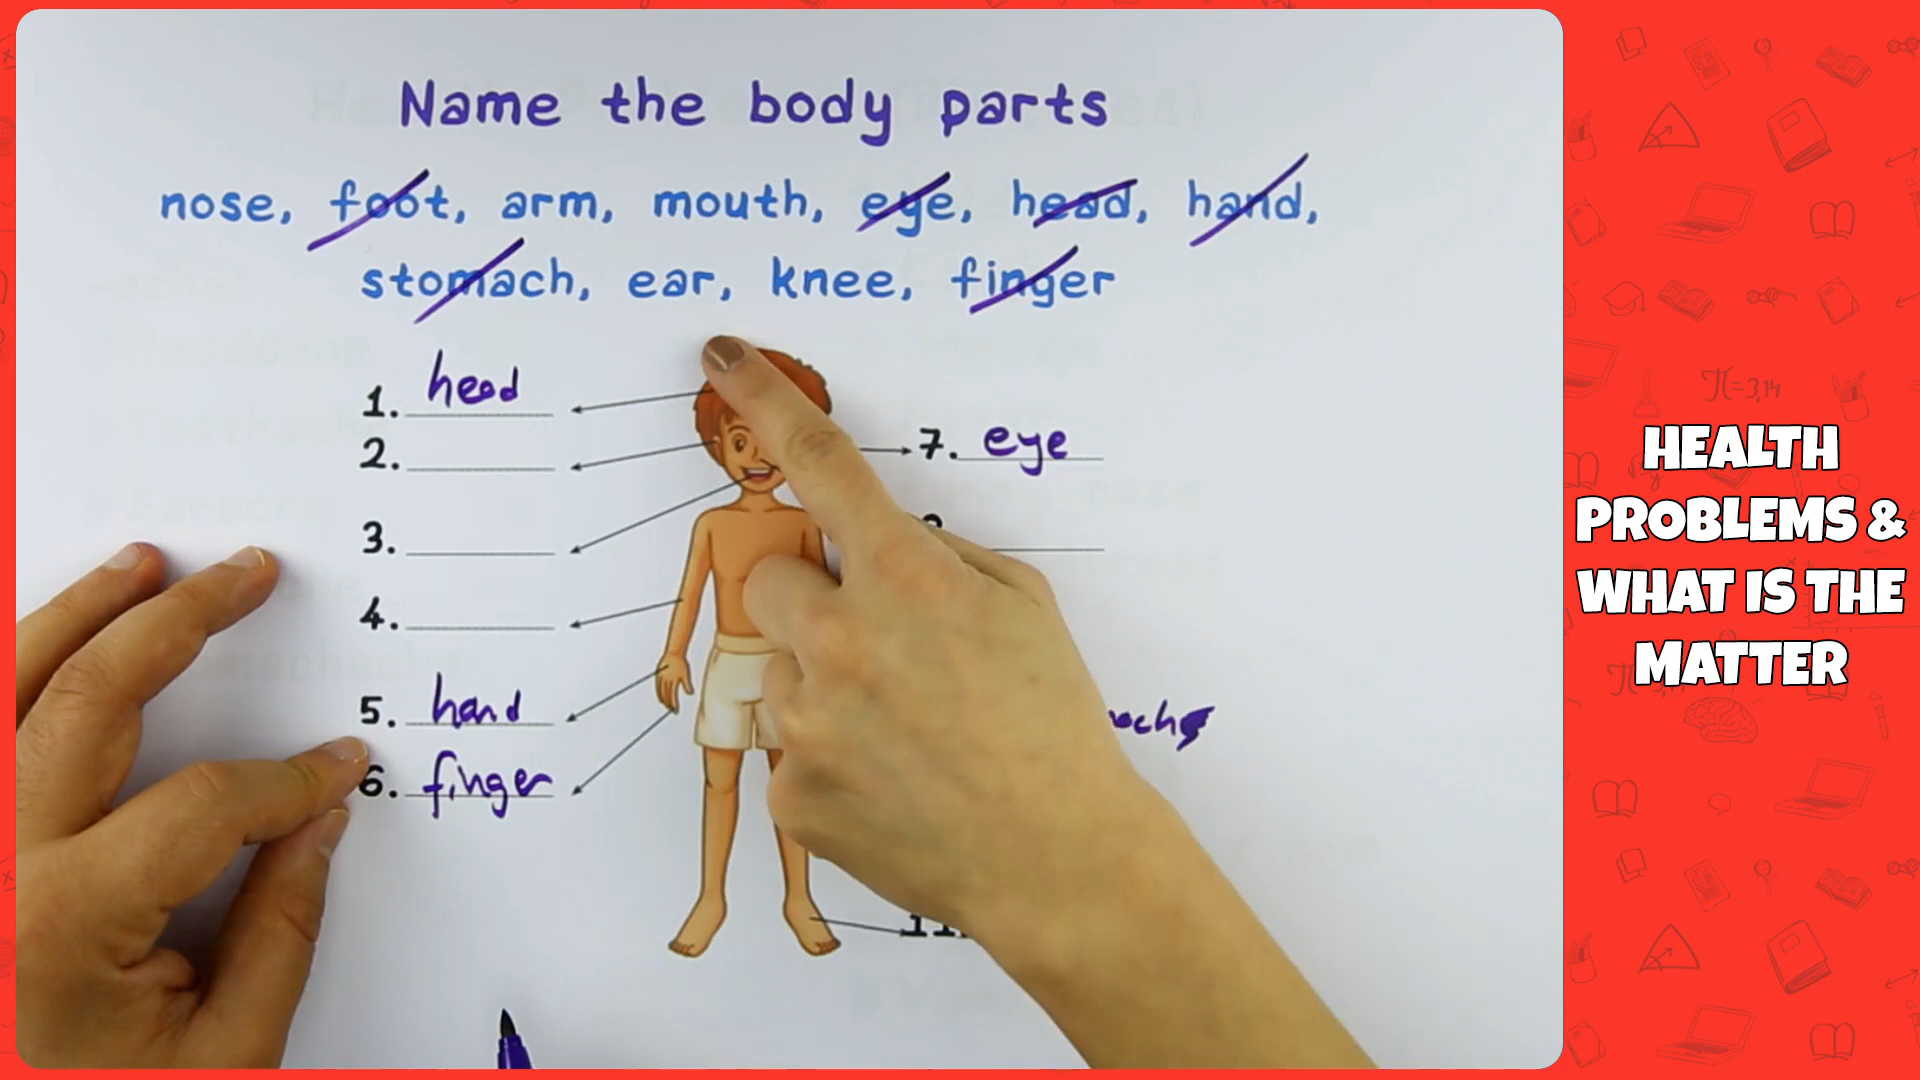 Name the body parts
nose, foot, arm, mouth, eye, head, hand,
stomach, ear, knee, finger
1. head
2.
3.
4.
5. hand
6. finger
7. eye
11.
HEALTH
PROBLEMS &
WHAT IS THE
MATTER